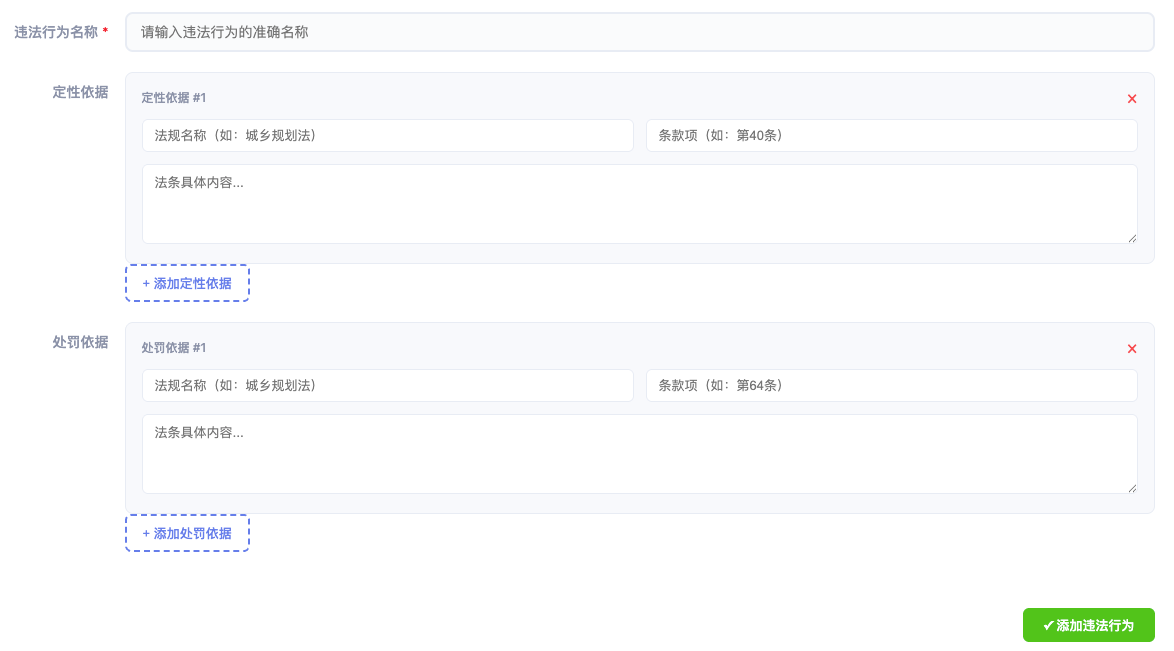 违法行为名称 *
请输入违法行为的准确名称
定性依据
定性依据 #1
×
法规名称（如：城乡规划法）
条款项（如：第40条）
法条具体内容...
+ 添加定性依据
处罚依据
处罚依据 #1
×
法规名称（如：城乡规划法）
条款项（如：第64条）
法条具体内容...
+ 添加处罚依据
✓ 添加违法行为